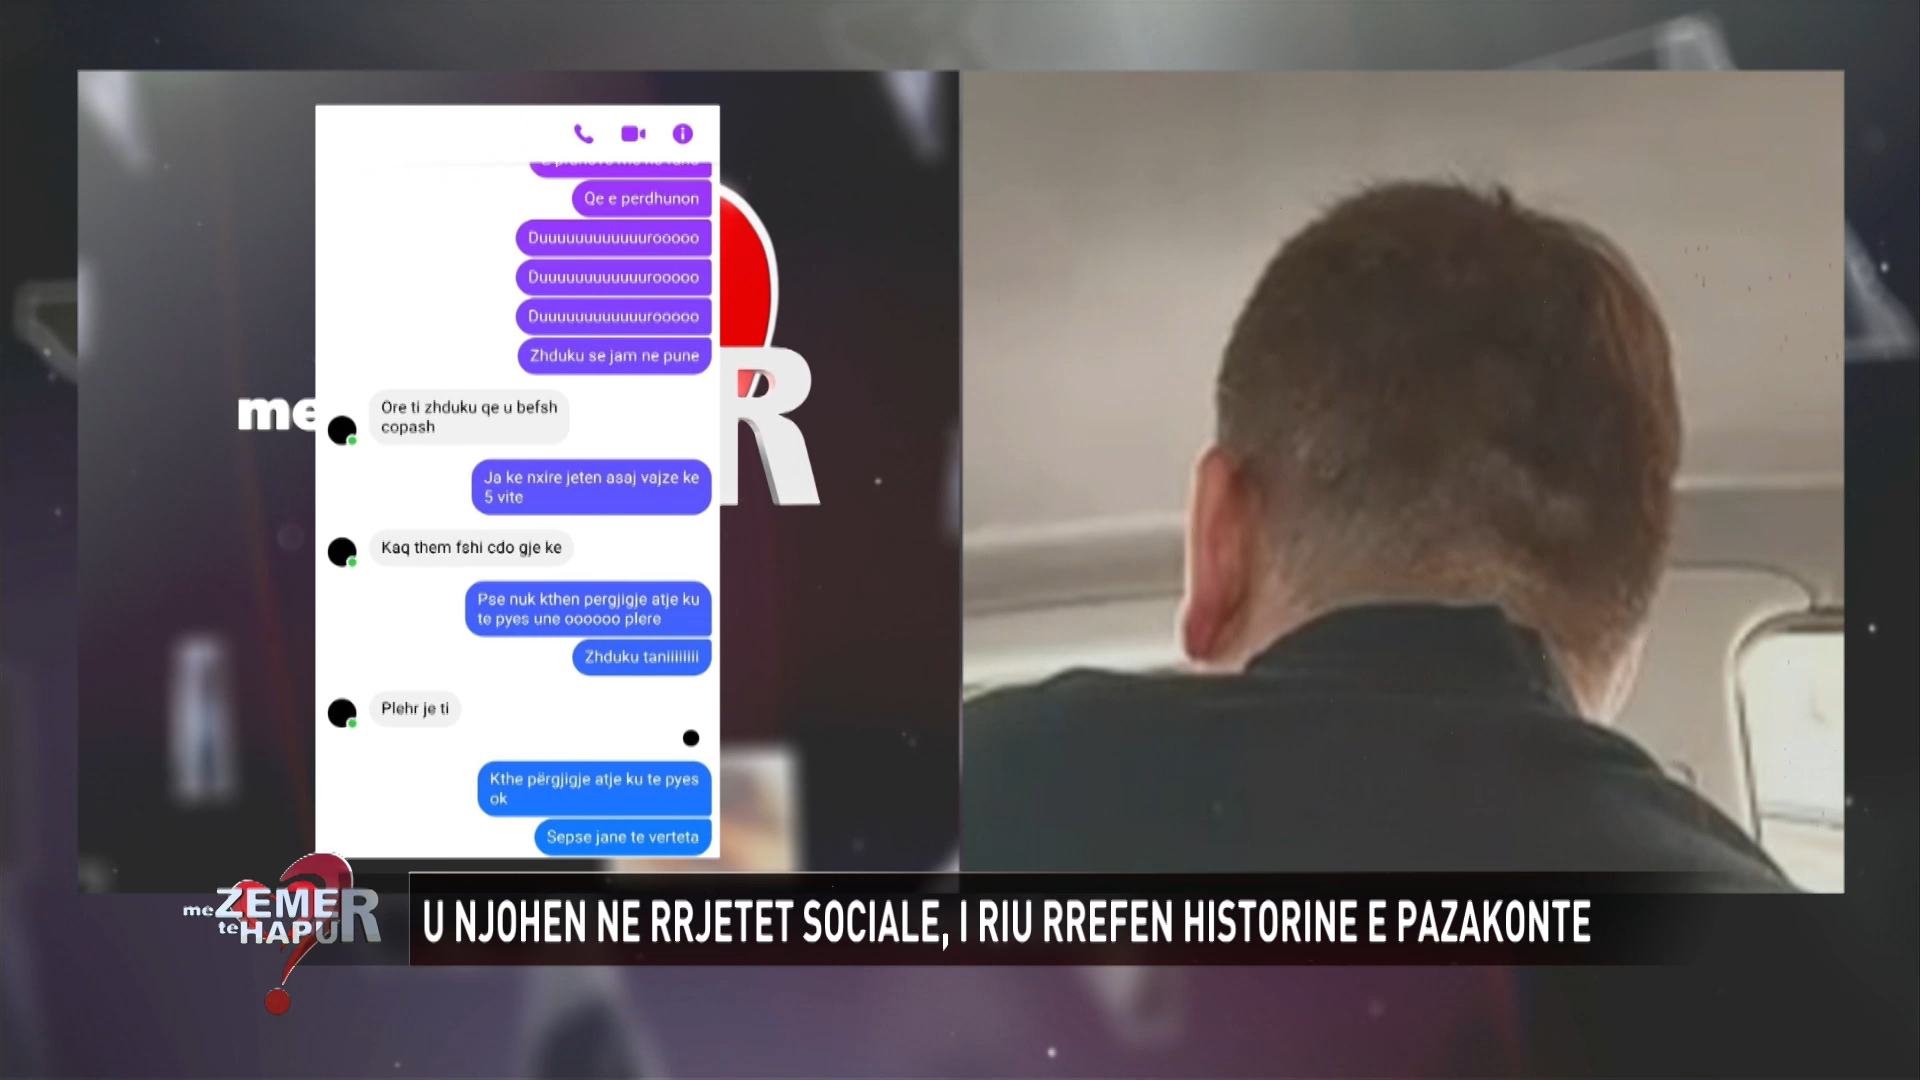 Qe e perdhunon
Duuuuuuuuuuuurooooo
Duuuuuuuuuuuurooooo
Duuuuuuuuuuuurooooo
Zhduku se jam ne pune
Ore ti zhduku qe u befsh
copash
Ja ke nxire jeten asaj vajze ke
5 vite
Kaq them fshi cdo gje ke
Pse nuk kthen pergjigje atje ku
te pyes une oooooo plere
Zhduku taniiiiiiiii
Plehr je ti
Kthe përgjigje atje ku te pyes
ok
Sepse jane te verteta
me
R
me ZEMER
te HAPUR
U NJOHEN NE RRJETET SOCIALE, I RIU RREFEN HISTORINE E PAZAKONTE